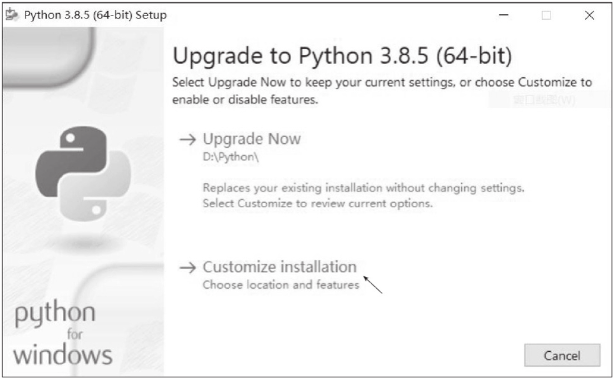 Python 3.8.5 (64-bit) Setup
Upgrade to Python 3.8.5 (64-bit)
Select Upgrade Now to keep your current settings, or choose Customize to
enable or disable features.
Upgrade Now
D:\Python\
Replaces your existing installation without changing settings.
Select Customize to review current options.
Customize installation
Choose location and features
python
for
windows
Cancel